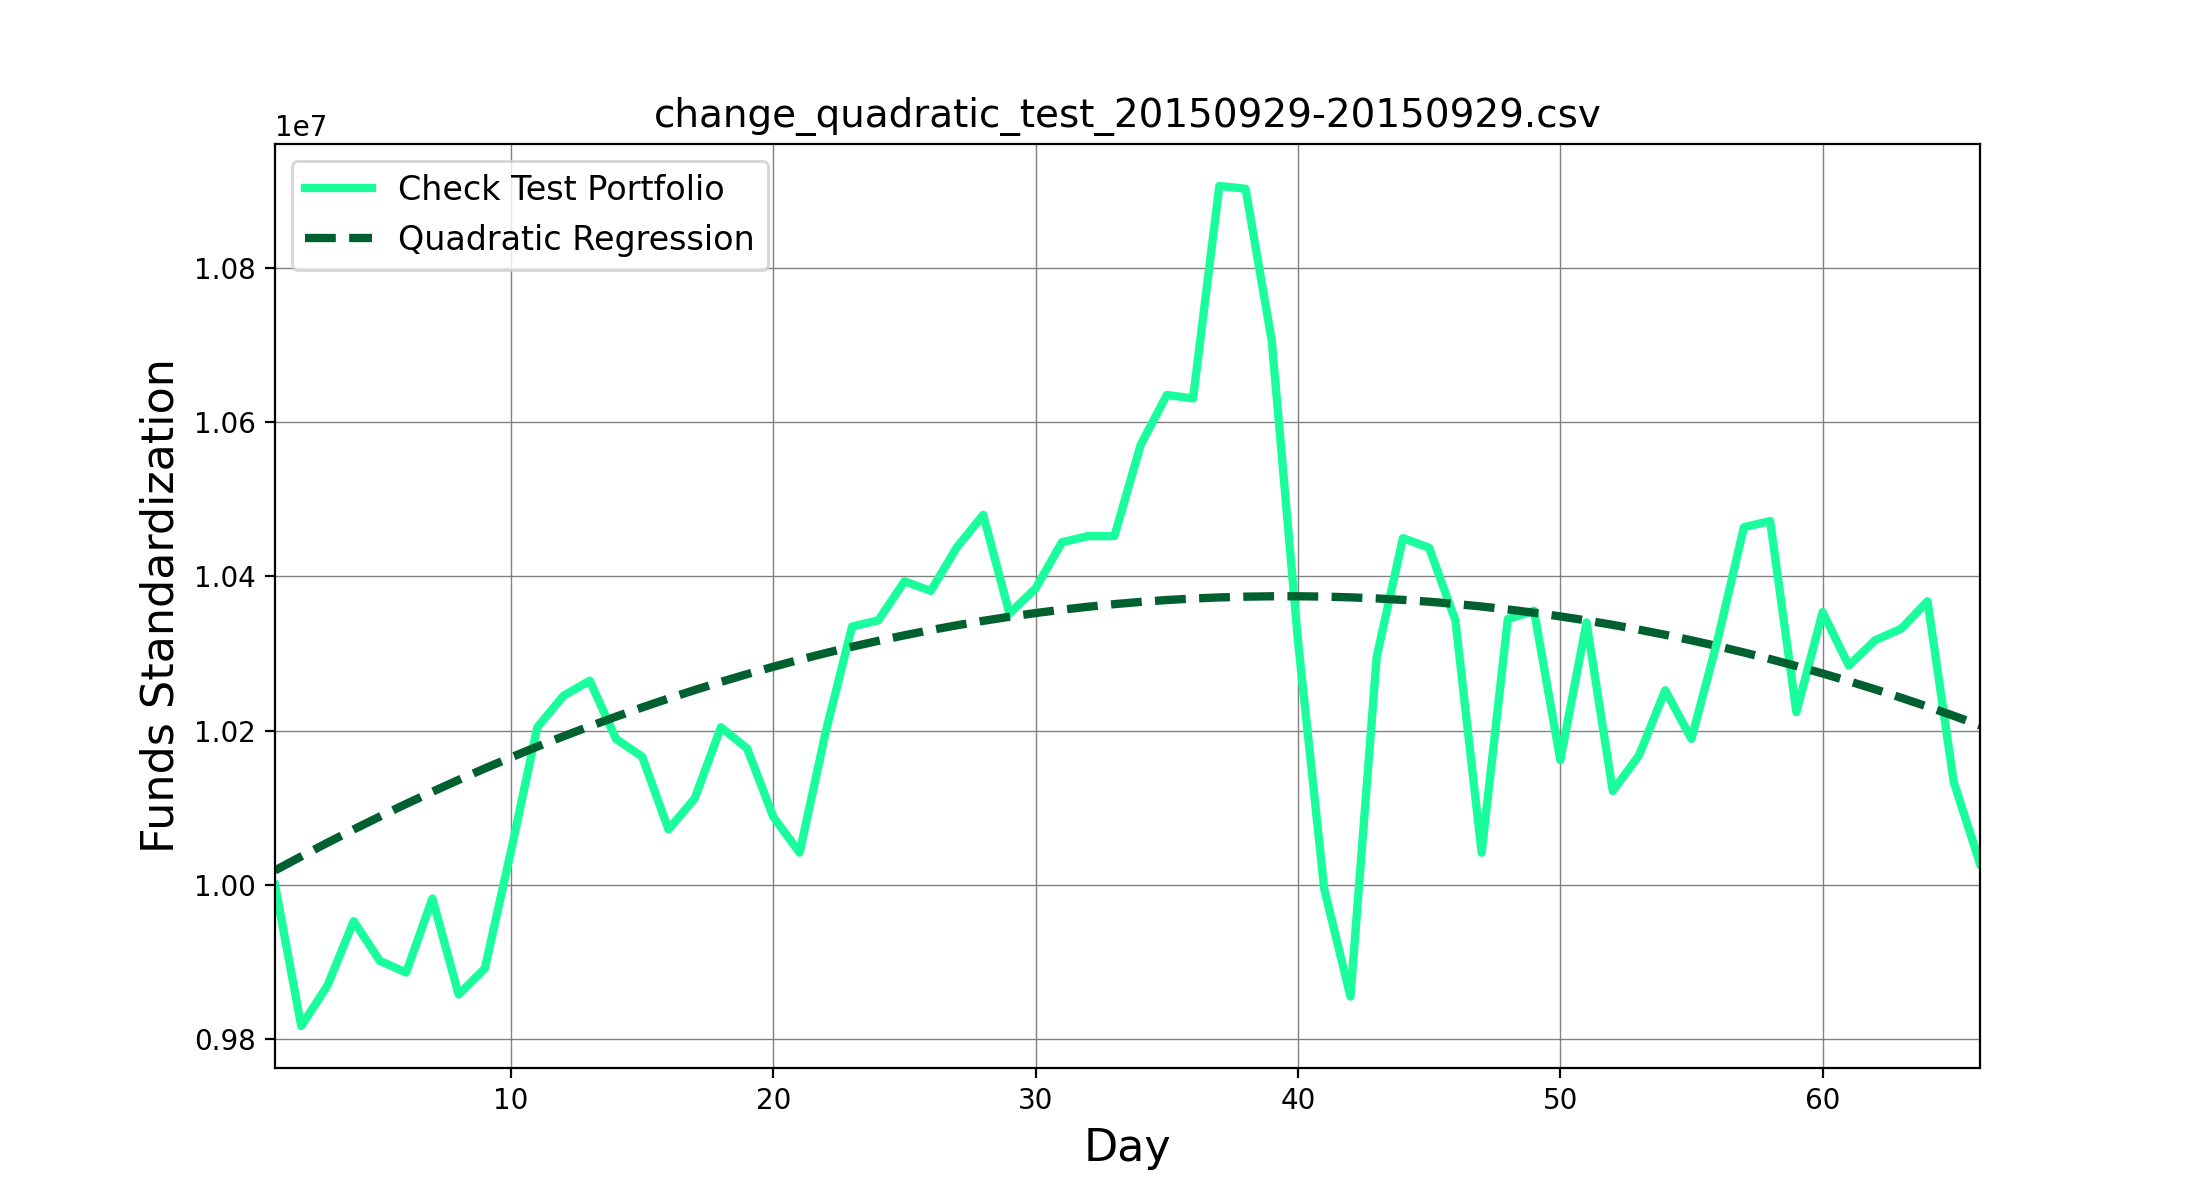 change_quadratic_test_20150929-20150929.csv
1e7
Check Test Portfolio
Quadratic Regression
1.08
1.06
1.04
1.02
1.00
0.98
Funds Standardization
10 20 30 40 50 60
Day